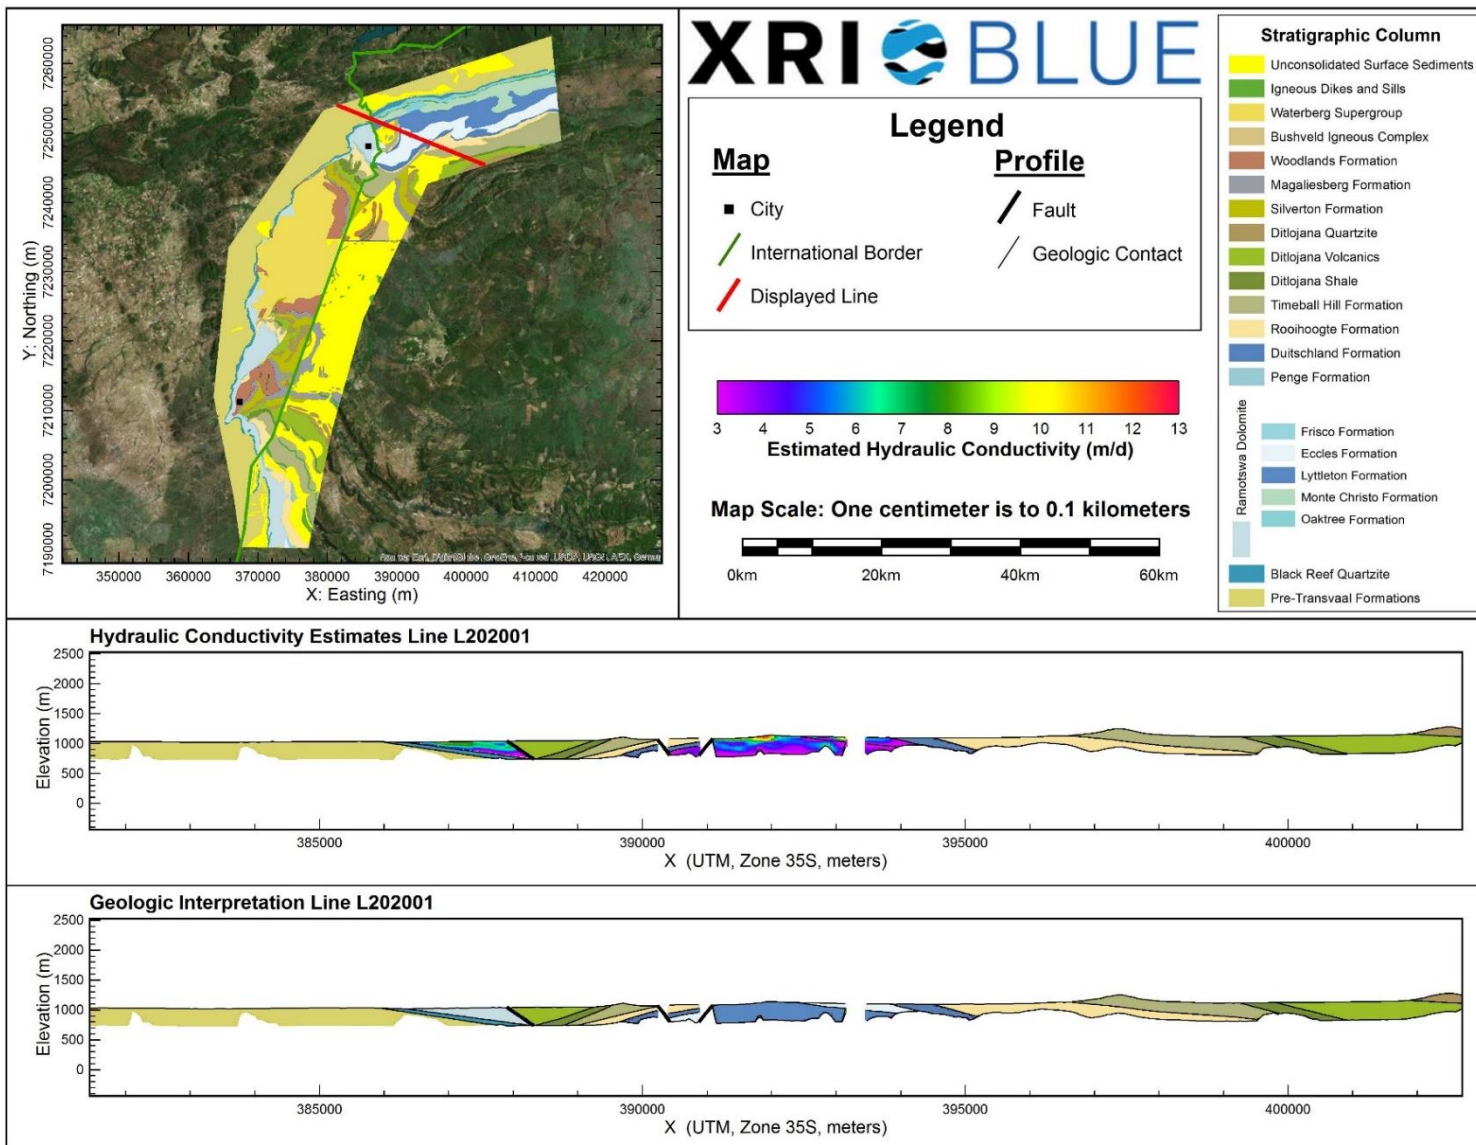 7260000
7250000
7240000
7230000
7220000
7210000
7200000
7190000
Y: Northing (m)
350000 360000 370000 380000 390000 400000 410000 420000
X: Easting (m)
XRI BLUE
Legend
Map
City
International Border
Displayed Line
Profile
Fault
Geologic Contact
3 4 5 6 7 8 9 10 11 12 13
Estimated Hydraulic Conductivity (m/d)
Map Scale: One centimeter is to 0.1 kilometers
0km 20km 40km 60km
Stratigraphic Column
Unconsolidated Surface Sediments
Igneous Dikes and Sills
Waterberg Supergroup
Bushveld Igneous Complex
Woodlands Formation
Magaliesberg Formation
Silverton Formation
Ditlojana Quartzite
Ditlojana Volcanics
Ditlojana Shale
Timeball Hill Formation
Rooihoogte Formation
Duitschland Formation
Penge Formation
Ramotswa Dolomite
Frisco Formation
Eccles Formation
Lyttleton Formation
Monte Christo Formation
Oaktree Formation
Black Reef Quartzite
Pre-Transvaal Formations
Hydraulic Conductivity Estimates Line L202001
2500
2000
1500
1000
500
0
Elevation (m)
385000 390000 395000 400000
X (UTM, Zone 35S, meters)
Geologic Interpretation Line L202001
2500
2000
1500
1000
500
0
Elevation (m)
385000 390000 395000 400000
X (UTM, Zone 35S, meters)